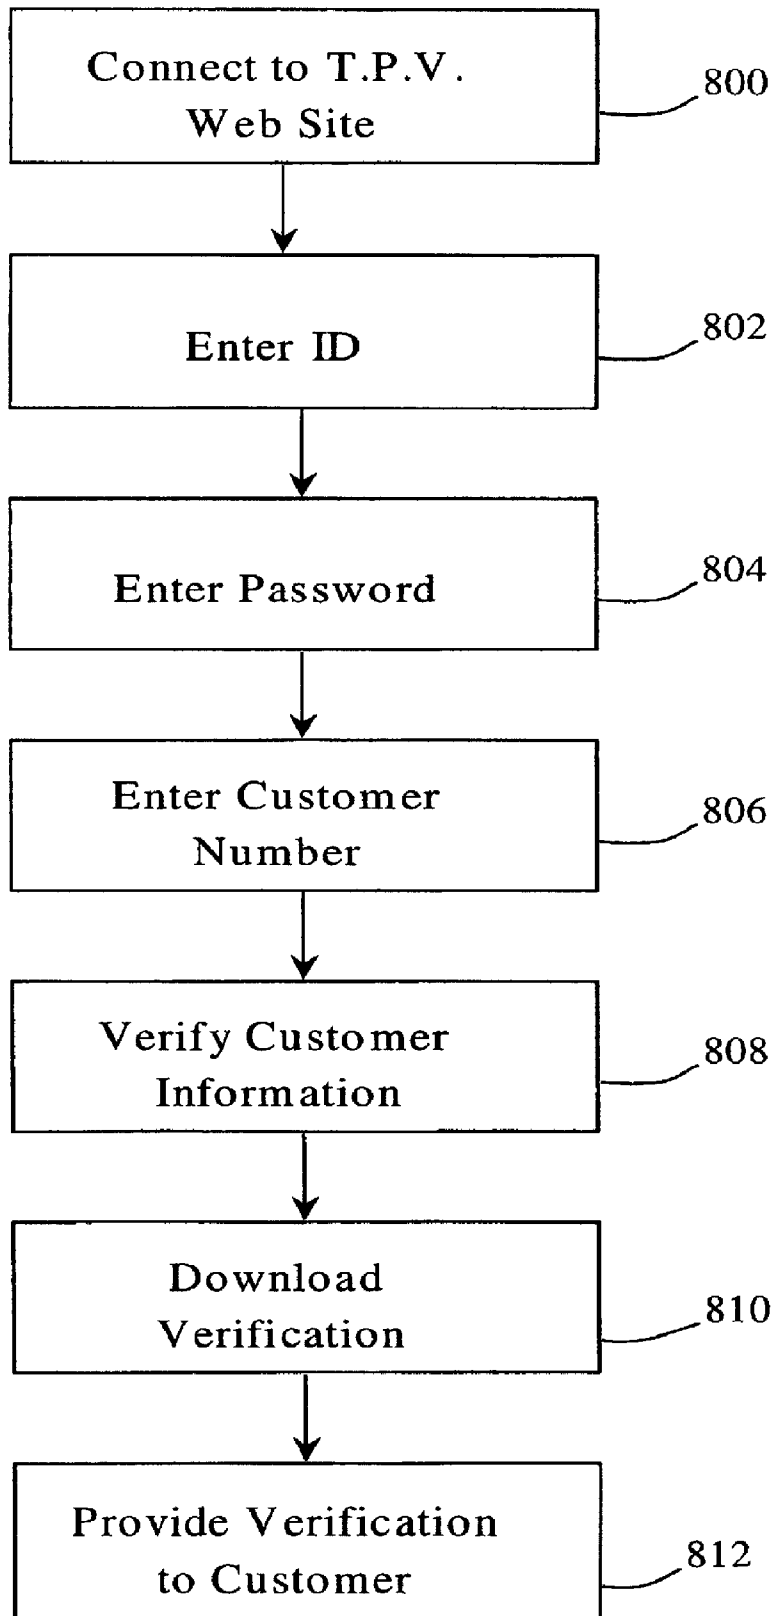 Connect to T.P.V.
Web Site
800
Enter ID
802
Enter Password
804
Enter Customer
Number
806
Verify Customer
Information
808
Download
Verification
810
Provide Verification
to Customer
812